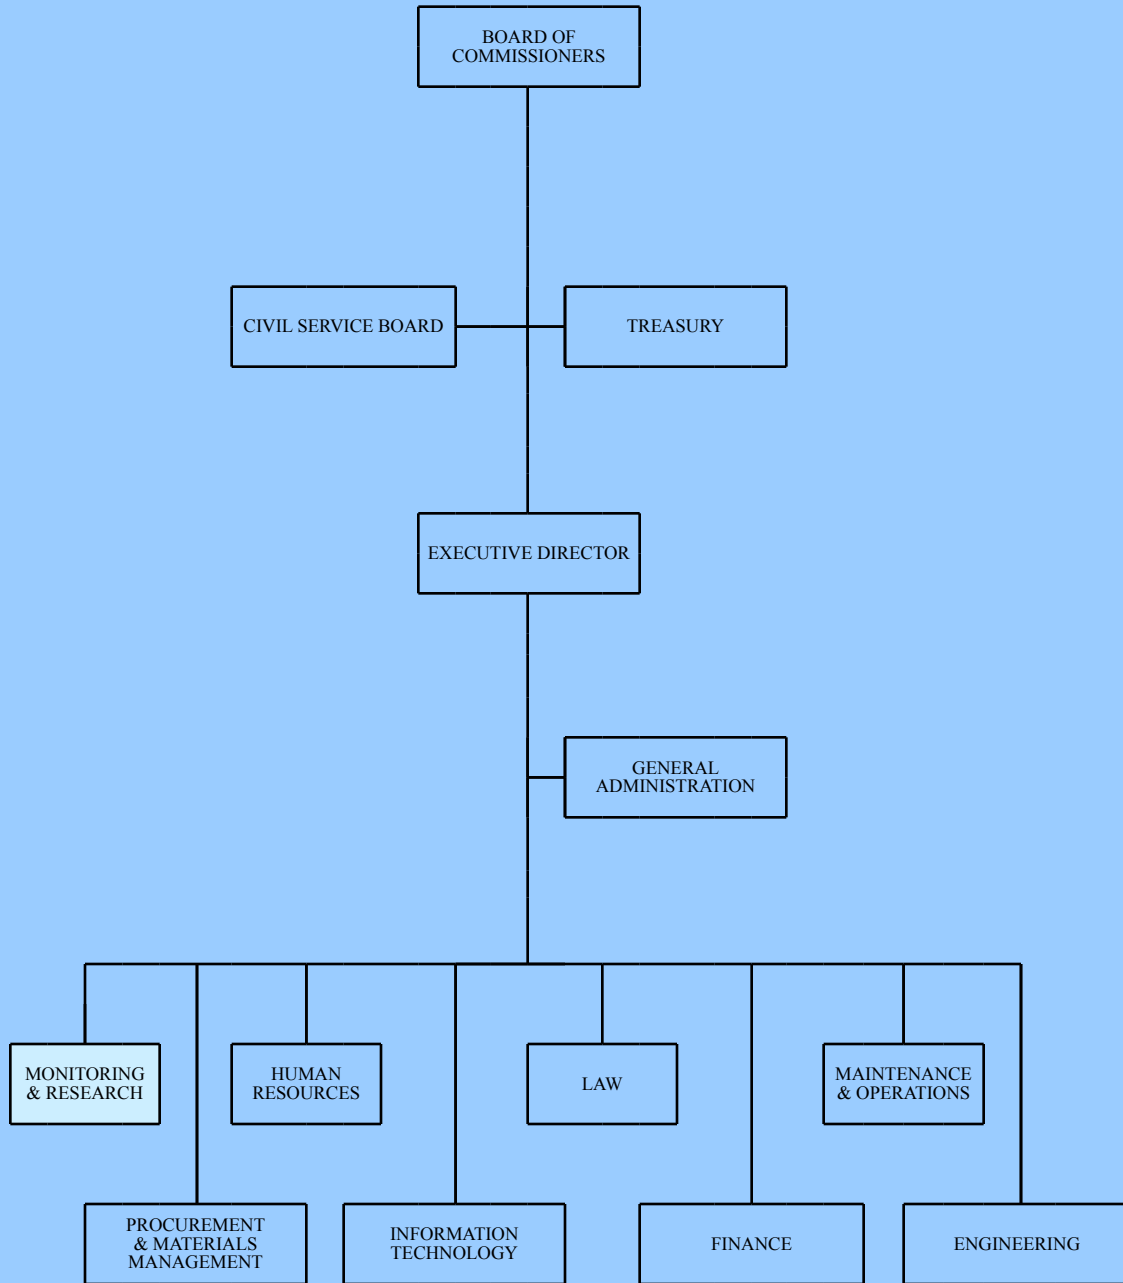 BOARD OF
COMMISSIONERS
CIVIL SERVICE BOARD
TREASURY
EXECUTIVE DIRECTOR
GENERAL
ADMINISTRATION
MONITORING
& RESEARCH
HUMAN
RESOURCES
LAW
MAINTENANCE
& OPERATIONS
PROCUREMENT
& MATERIALS
MANAGEMENT
INFORMATION
TECHNOLOGY
FINANCE
ENGINEERING